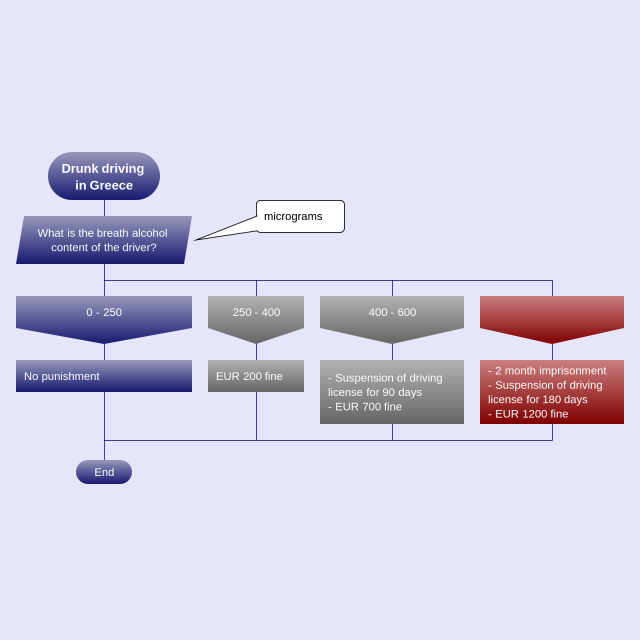 Drunk driving
in Greece
What is the breath alcohol
content of the driver?
micrograms
0 - 250
250 - 400
400 - 600
No punishment
EUR 200 fine
- Suspension of driving
license for 90 days
- EUR 700 fine
- 2 month imprisonment
- Suspension of driving
license for 180 days
- EUR 1200 fine
End